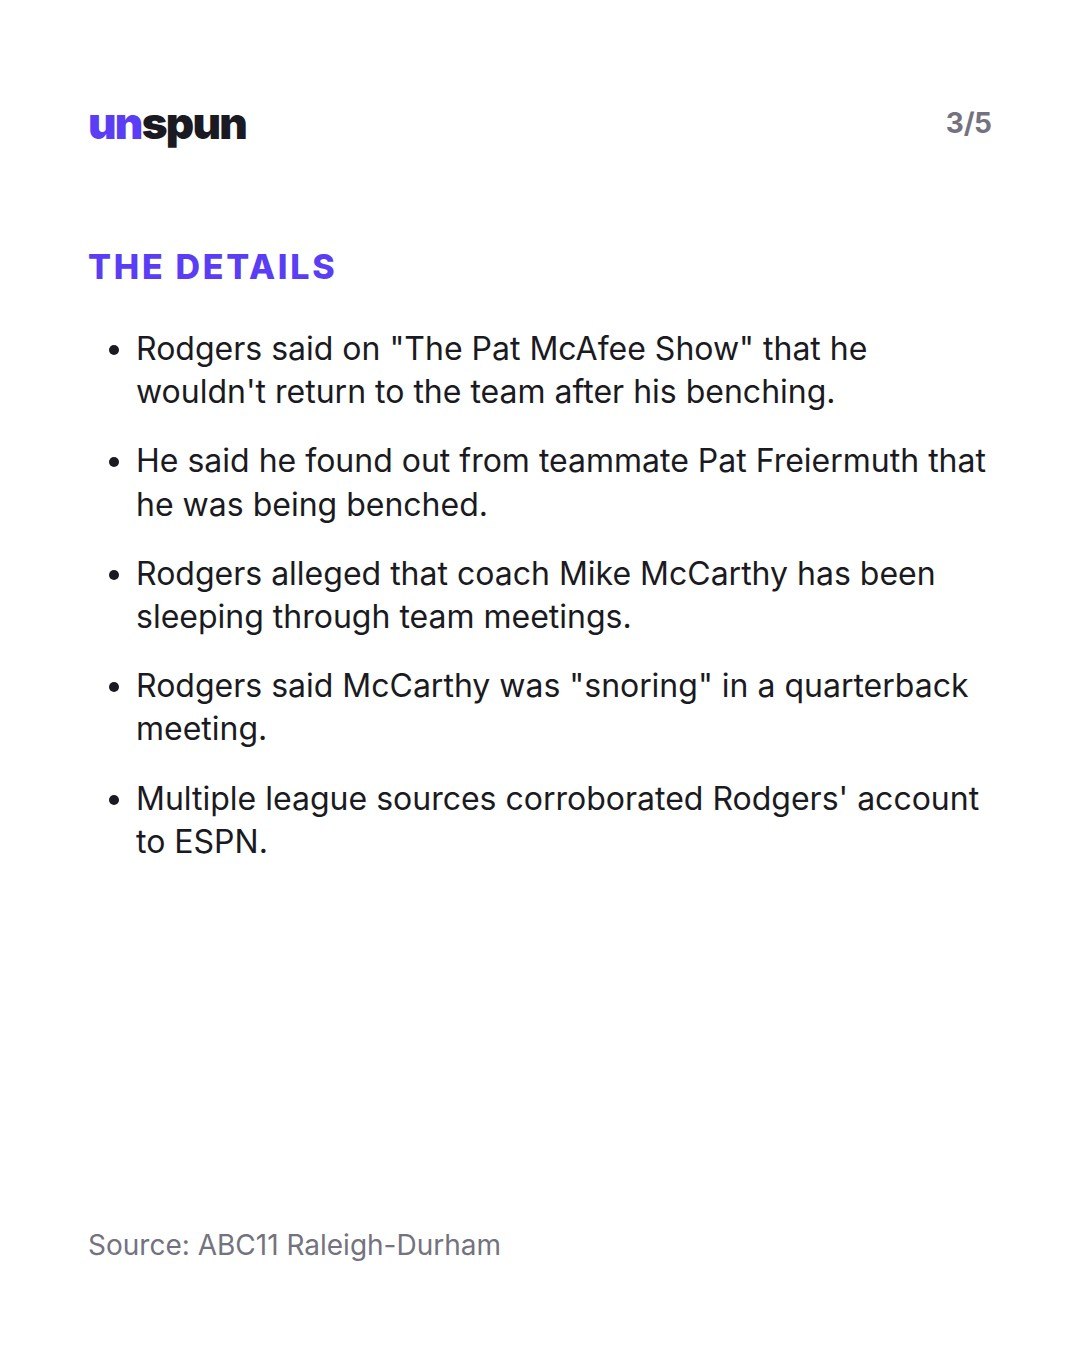 unspun
3/5
THE DETAILS
• Rodgers said on "The Pat McAfee Show" that he
wouldn't return to the team after his benching.
• He said he found out from teammate Pat Freiermuth that
he was being benched.
• Rodgers alleged that coach Mike McCarthy has been
sleeping through team meetings.
• Rodgers said McCarthy was "snoring" in a quarterback
meeting.
• Multiple league sources corroborated Rodgers' account
to ESPN.
Source: ABC11 Raleigh-Durham